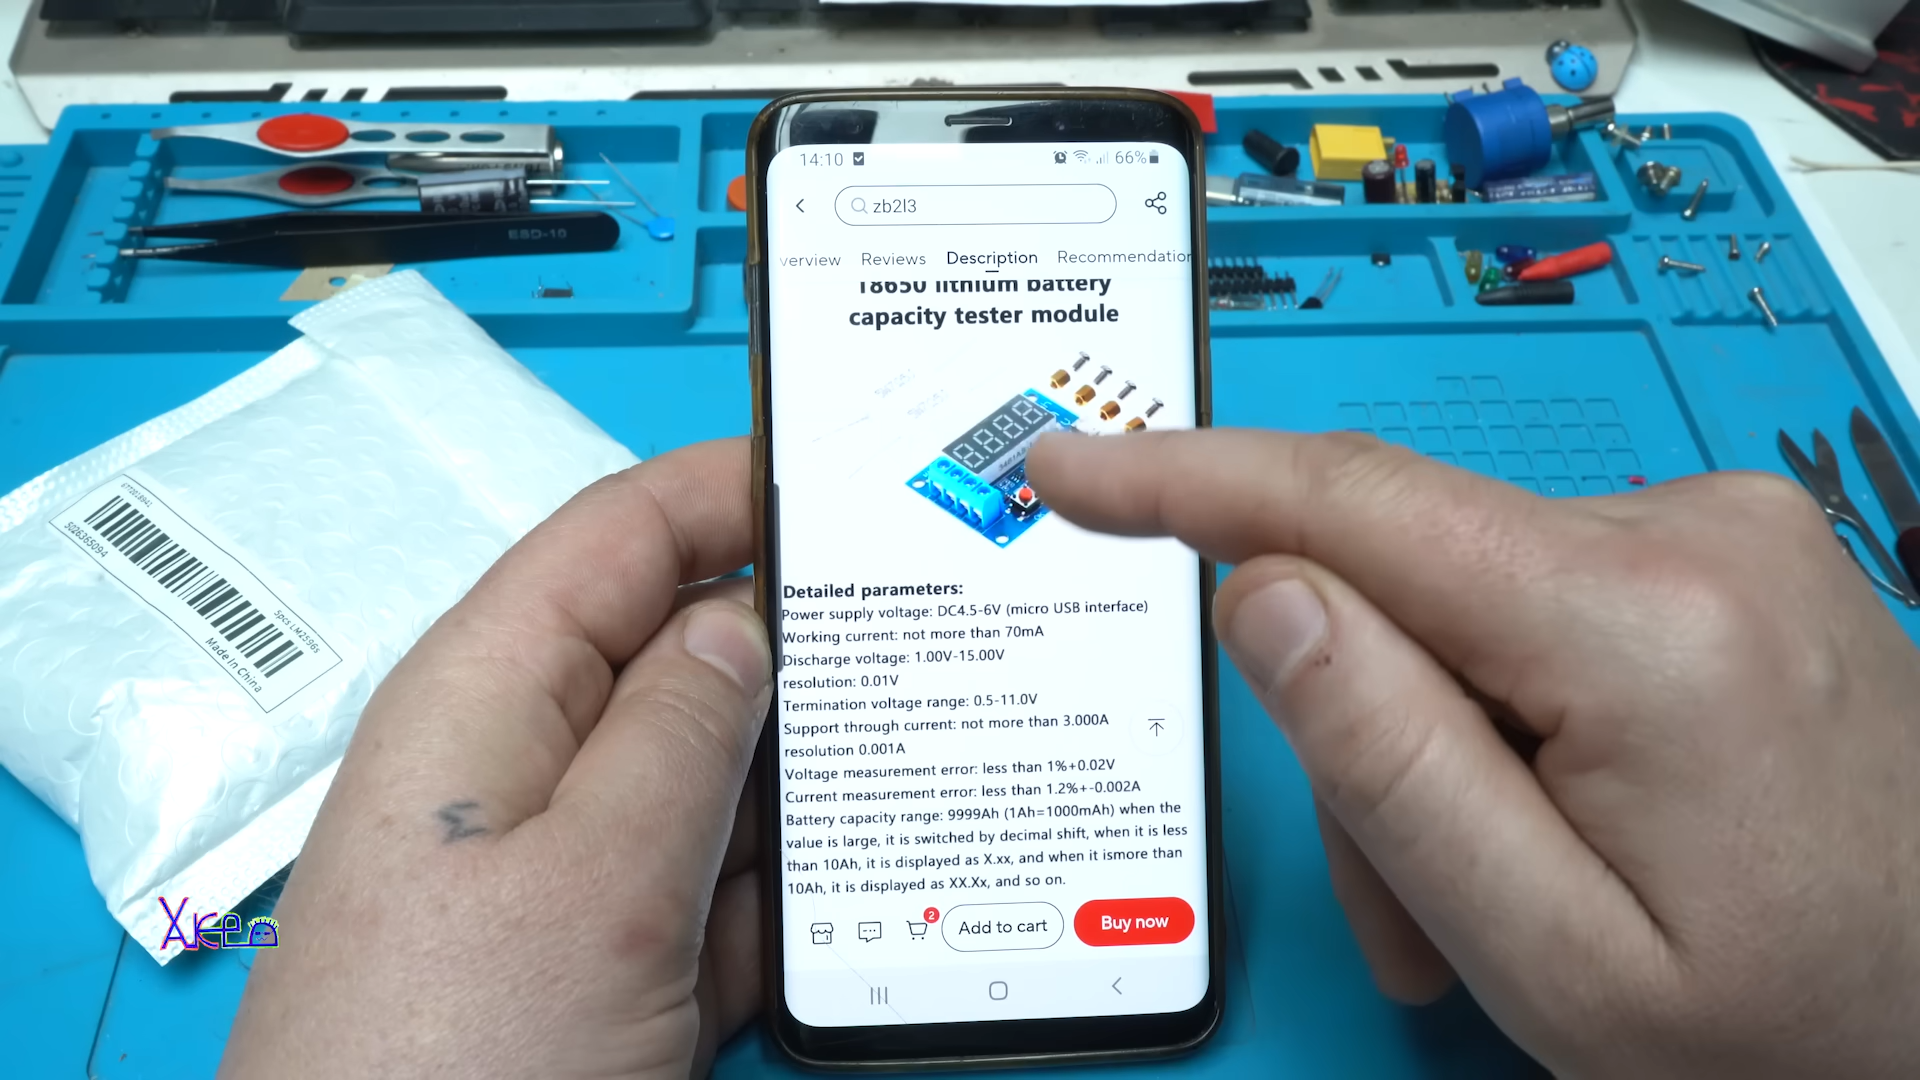 14:10
66%
zb2l3
verview Reviews Description Recommendation
18650 lithium battery
capacity tester module
Detailed parameters:
Power supply voltage: DC4.5-6V (micro USB interface)
Working current: not more than 70mA
Discharge voltage: 1.00V-15.00V
resolution: 0.01V
Termination voltage range: 0.5-11.0V
Support through current: not more than 3.000A
resolution 0.001A
Voltage measurement error: less than 1%+0.02V
Current measurement error: less than 1.2%+-0.002A
Battery capacity range: 9999Ah (1Ah=1000mAh) when the
value is large, it is switched by decimal shift, when it is less
than 10Ah, it is displayed as X.xx, and when it ismore than
10Ah, it is displayed as XX.Xx, and so on.
2
Add to cart
Buy now
ESD-10
5026365094
5pcs LM2596s
Made In China